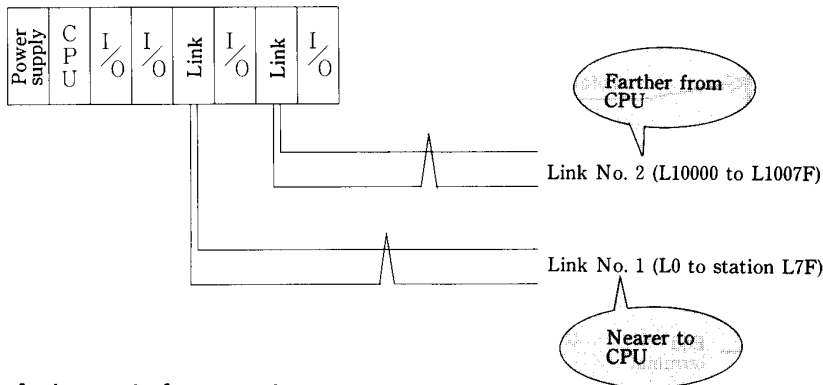 Power supply
CPU
I/O
I/O
Link
I/O
Link
I/O
Farther from
CPU
Link No. 2 (L10000 to L1007F)
Link No. 1 (L0 to station L7F)
Nearer to
CPU